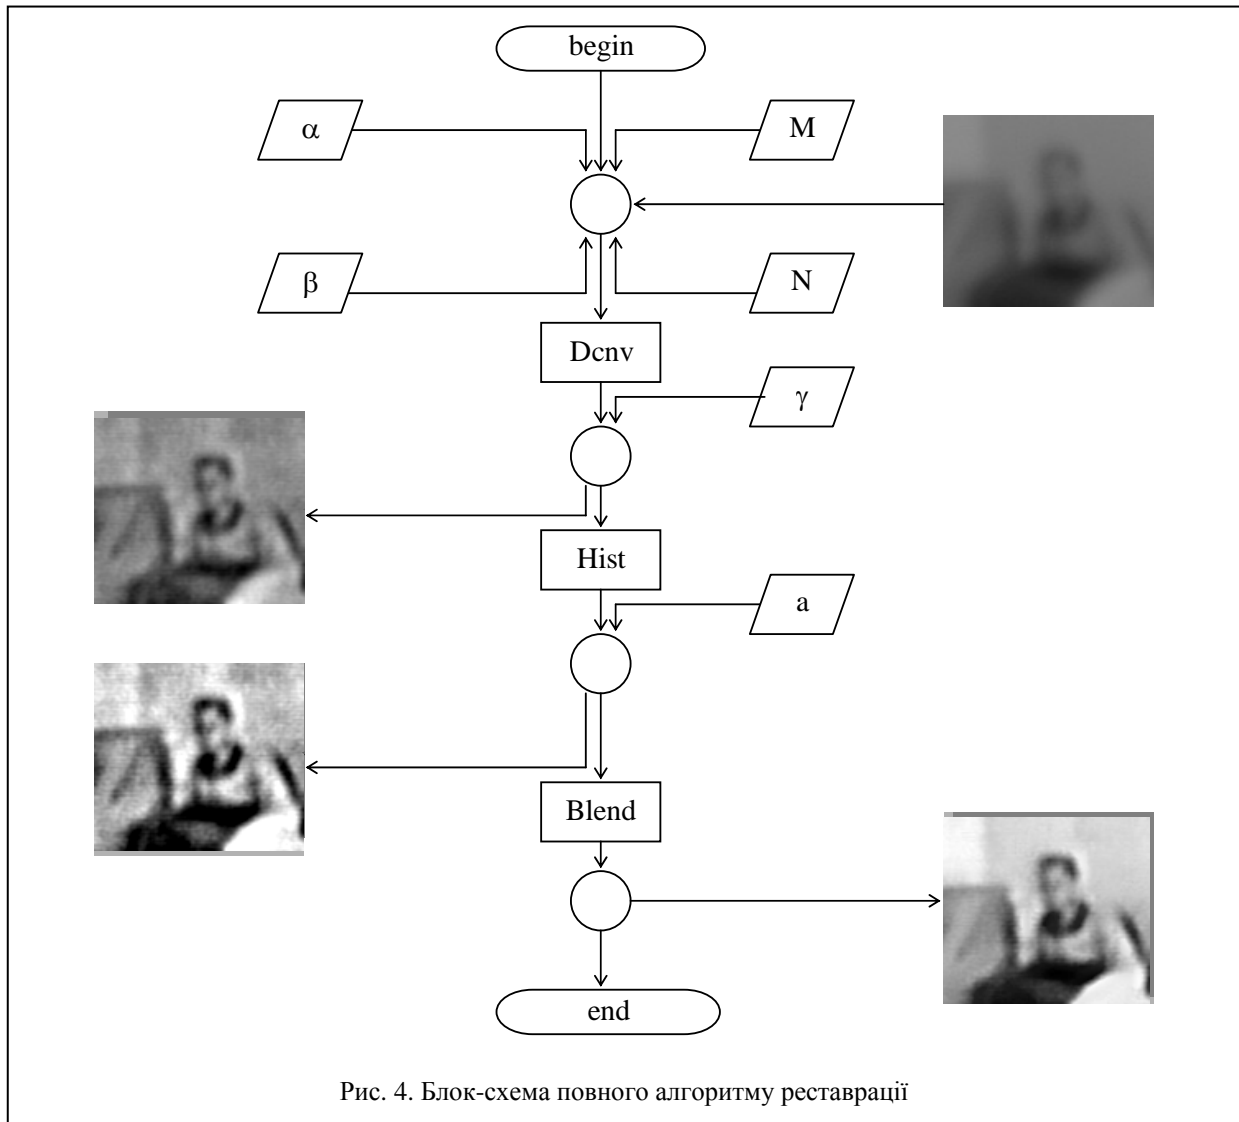 begin
α
M
β
N
Dcnv
γ
Hist
a
Blend
end
Рис. 4. Блок-схема повного алгоритму реставрації